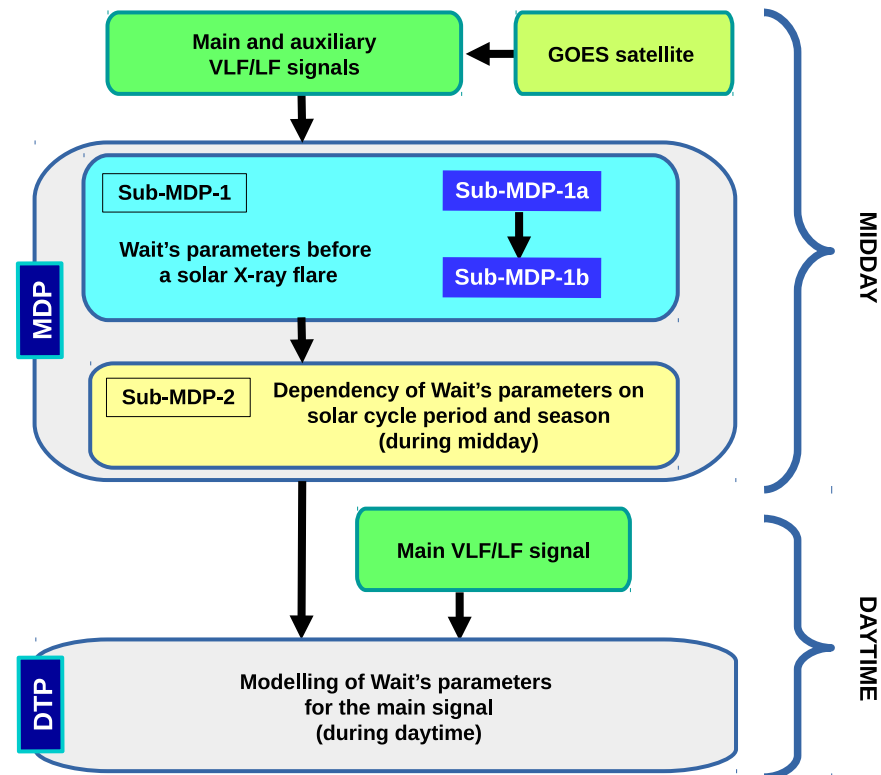 Main and auxiliary
VLF/LF signals
GOES satellite
Sub-MDP-1
Sub-MDP-1a
Wait's parameters before
a solar X-ray flare
Sub-MDP-1b
MDP
MIDDAY
Sub-MDP-2
Dependency of Wait's parameters on
solar cycle period and season
(during midday)
Main VLF/LF signal
DAYTIME
DTP
Modelling of Wait's parameters
for the main signal
(during daytime)